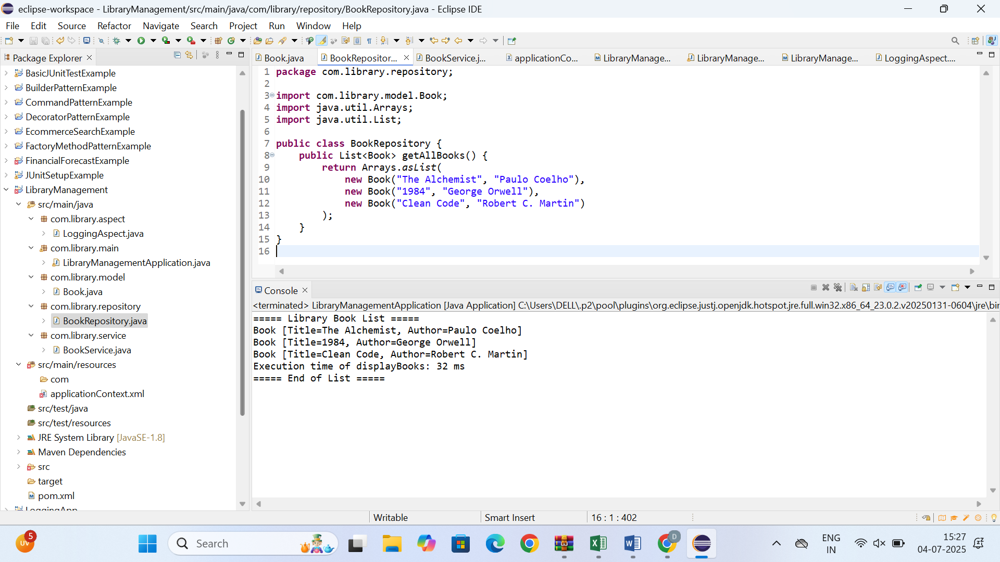 eclipse-workspace - LibraryManagement/src/main/java/com/library/repository/BookRepository.java - Eclipse IDE
File Edit Source Refactor Navigate Search Project Run Window Help
Package Explorer
BasicJUnitTestExample
BuilderPatternExample
CommandPatternExample
DecoratorPatternExample
EcommerceSearchExample
FactoryMethodPatternExample
FinancialForecastExample
JUnitSetupExample
LibraryManagement
src/main/java
com.library.aspect
LoggingAspect.java
com.library.main
LibraryManagementApplication.java
com.library.model
Book.java
com.library.repository
BookRepository.java
com.library.service
BookService.java
src/main/resources
com
applicationContext.xml
src/test/java
src/test/resources
JRE System Library [JavaSE-1.8]
Maven Dependencies
src
target
pom.xml
LoggingApp
Book.java BookRepositor... BookService.j... applicationCo... LibraryManage... LibraryManage... LibraryManage... LoggingAspect....
1 package com.library.repository;
2
3 import com.library.model.Book;
4 import java.util.Arrays;
5 import java.util.List;
6
7 public class BookRepository {
8     public List<Book> getAllBooks() {
9         return Arrays.asList(
10             new Book("The Alchemist", "Paulo Coelho"),
11             new Book("1984", "George Orwell"),
12             new Book("Clean Code", "Robert C. Martin")
13         );
14     }
15 }
16
Console
<terminated> LibraryManagementApplication [Java Application] C:\Users\DELL\.p2\pool\plugins\org.eclipse.justj.openjdk.hotspot.jre.full.win32.x86_64_23.0.2.v20250131-0604\jre\bin
===== Library Book List =====
Book [Title=The Alchemist, Author=Paulo Coelho]
Book [Title=1984, Author=George Orwell]
Book [Title=Clean Code, Author=Robert C. Martin]
Execution time of displayBooks: 32 ms
===== End of List =====
Writable Smart Insert 16 : 1 : 402
5
UV
Search
D
ENG
IN
15:27
04-07-2025